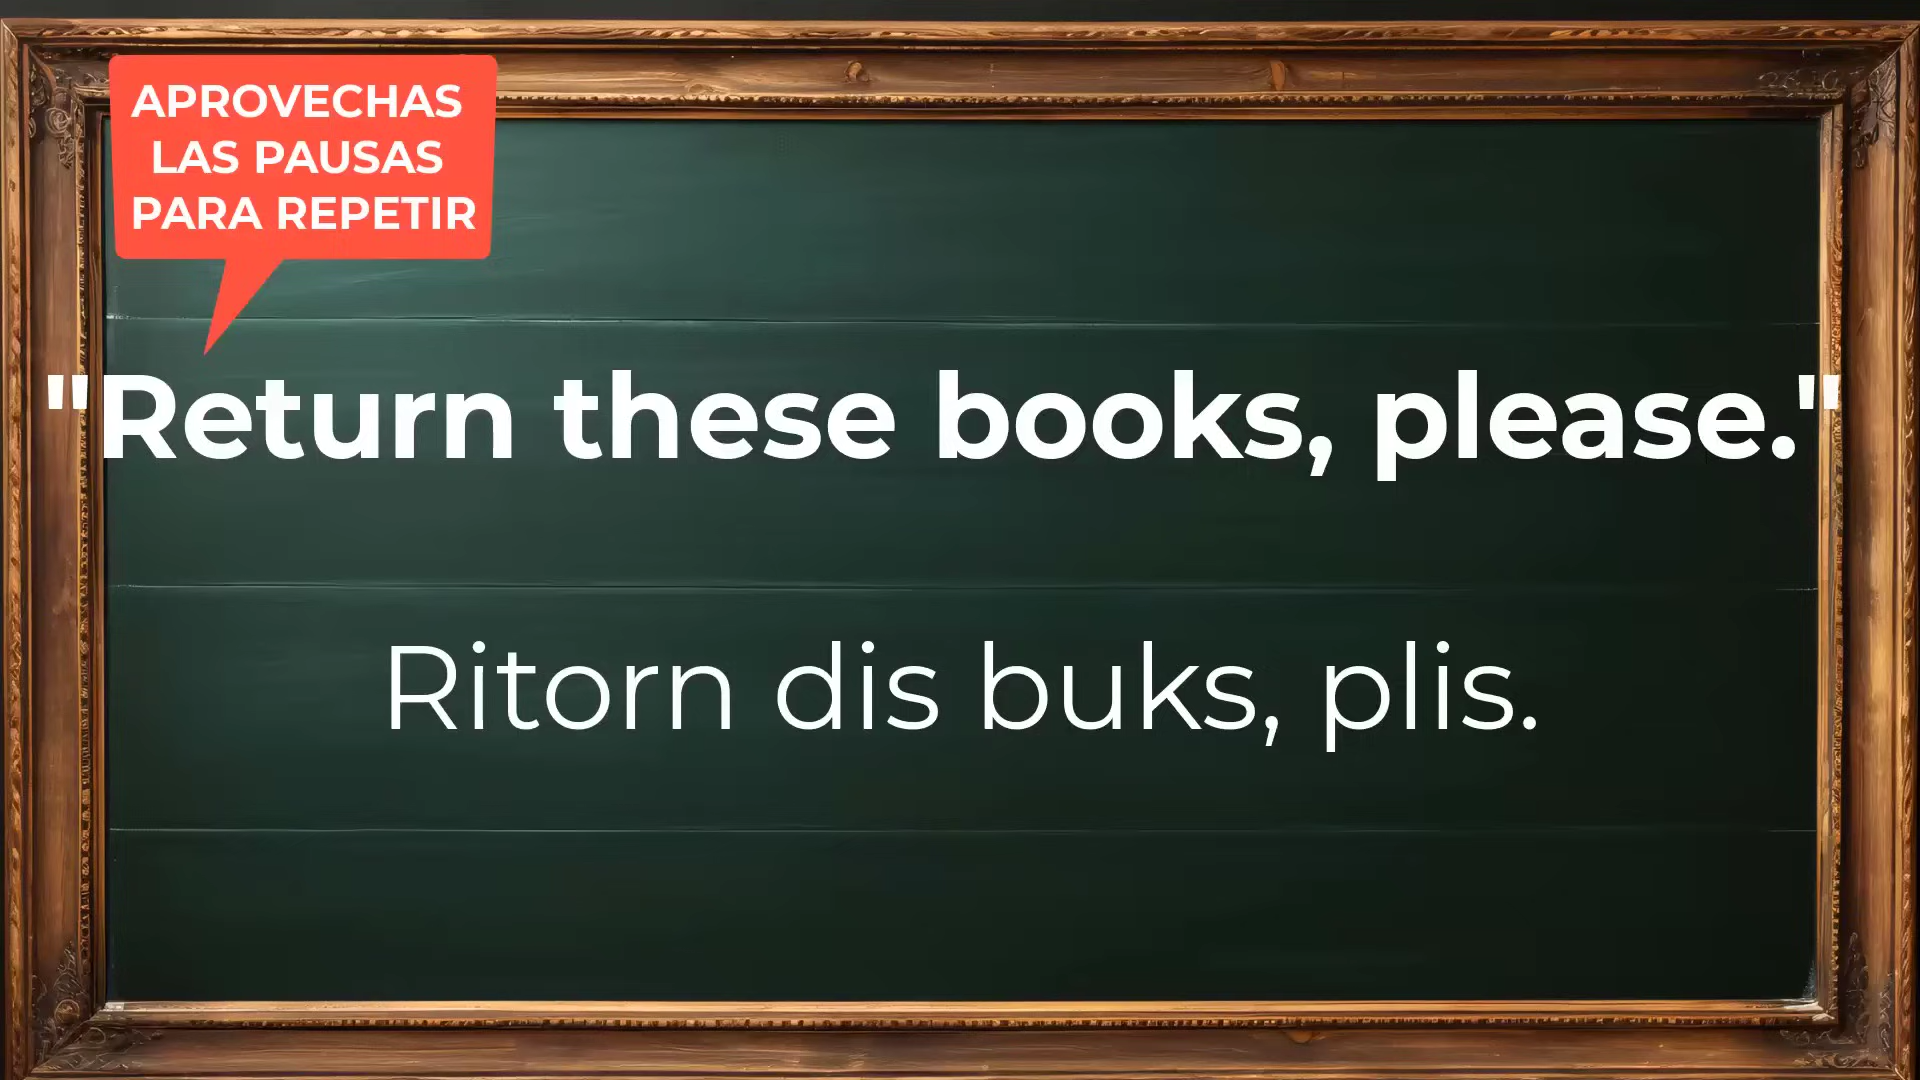 APROVECHAS
LAS PAUSAS
PARA REPETIR
"Return these books, please."
Ritorn dis buks, plis.